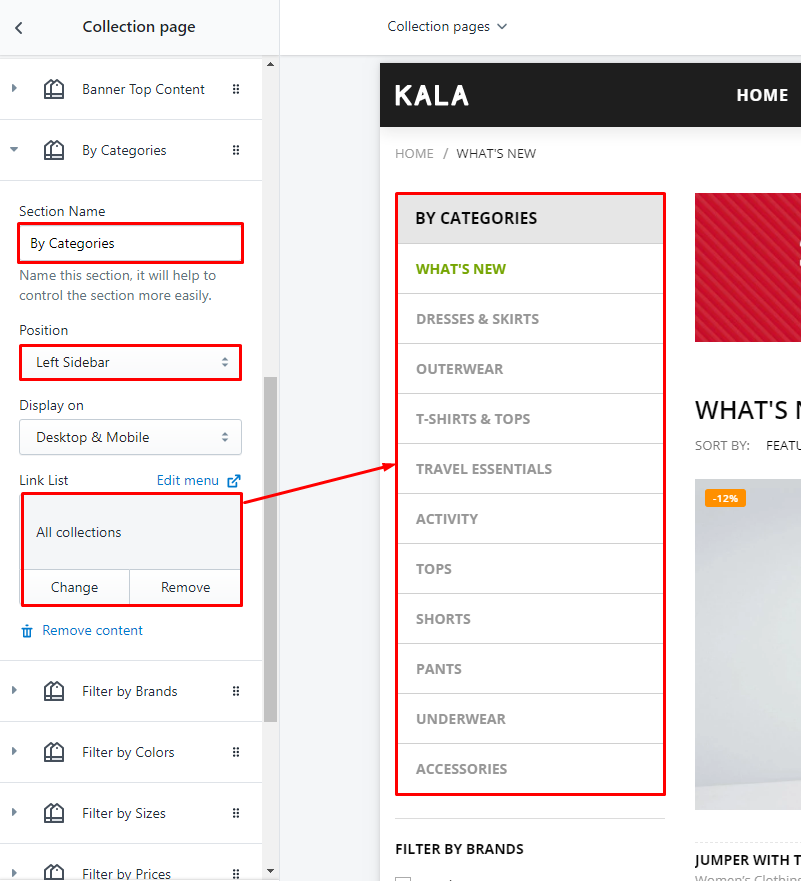 Collection page
Banner Top Content
By Categories
Section Name
By Categories
Name this section, it will help to
control the section more easily.
Position
Left Sidebar
Display on
Desktop & Mobile
Link List Edit menu
All collections
Change Remove
Remove content
Filter by Brands
Filter by Colors
Filter by Sizes
Filter by Prices
Collection pages
KALA HOME
HOME / WHAT'S NEW
BY CATEGORIES
WHAT'S NEW
DRESSES & SKIRTS
OUTERWEAR
T-SHIRTS & TOPS
TRAVEL ESSENTIALS
ACTIVITY
TOPS
SHORTS
PANTS
UNDERWEAR
ACCESSORIES
FILTER BY BRANDS
WHAT'S
SORT BY: FEATU
-12%
JUMPER WITH T
Women's Clothing